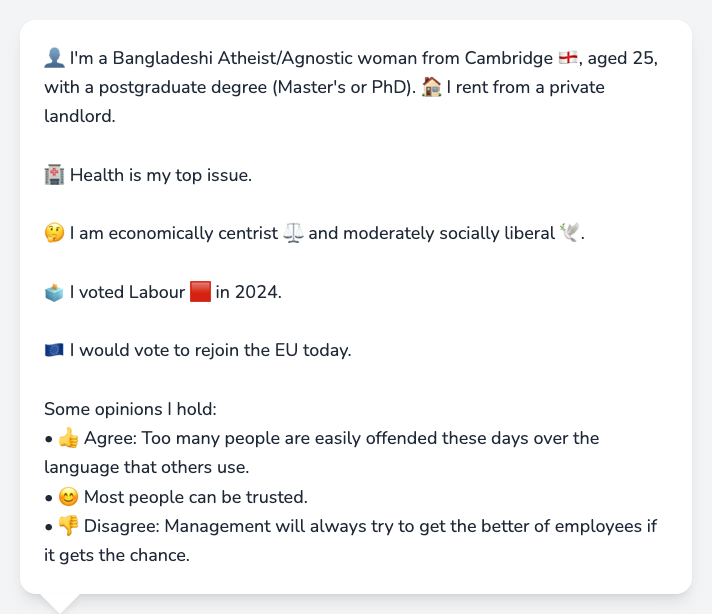 👤 I'm a Bangladeshi Atheist/Agnostic woman from Cambridge 🏴󠁧󠁢󠁥󠁮󠁧󠁿, aged 25,
with a postgraduate degree (Master's or PhD). 🏠 I rent from a private
landlord.
🏥 Health is my top issue.
🤔 I am economically centrist ⚖️ and moderately socially liberal 🕊️.
🗳️ I voted Labour 🟥 in 2024.
🇪🇺 I would vote to rejoin the EU today.
Some opinions I hold:
• 👍 Agree: Too many people are easily offended these days over the
language that others use.
• 😊 Most people can be trusted.
• 👎 Disagree: Management will always try to get the better of employees if
it gets the chance.